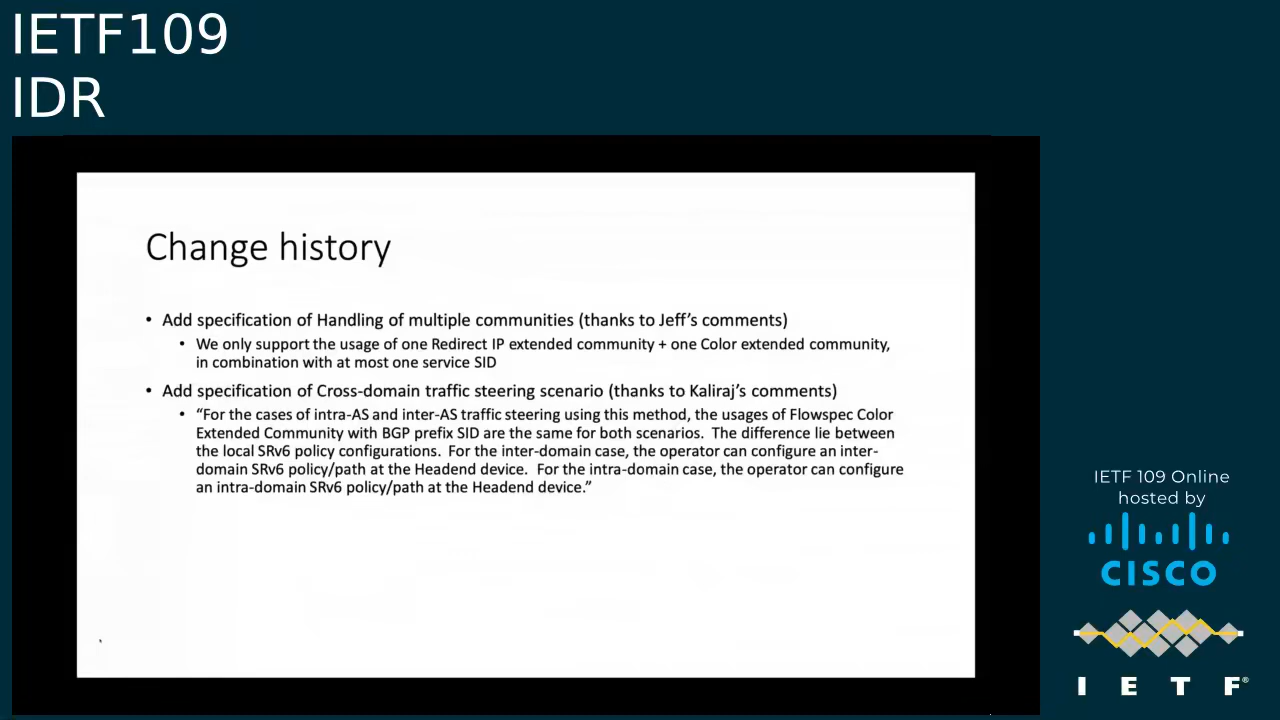 IETF109
IDR
Change history
• Add specification of Handling of multiple communities (thanks to Jeff's comments)
• We only support the usage of one Redirect IP extended community + one Color extended community,
in combination with at most one service SID
• Add specification of Cross-domain traffic steering scenario (thanks to Kaliraj's comments)
• “For the cases of intra-AS and inter-AS traffic steering using this method, the usages of Flowspec Color
Extended Community with BGP prefix SID are the same for both scenarios.  The difference lie between
the local SRv6 policy configurations.  For the inter-domain case, the operator can configure an inter-
domain SRv6 policy/path at the Headend device.  For the intra-domain case, the operator can configure
an intra-domain SRv6 policy/path at the Headend device.”
IETF 109 Online
hosted by
CISCO
I E T F®